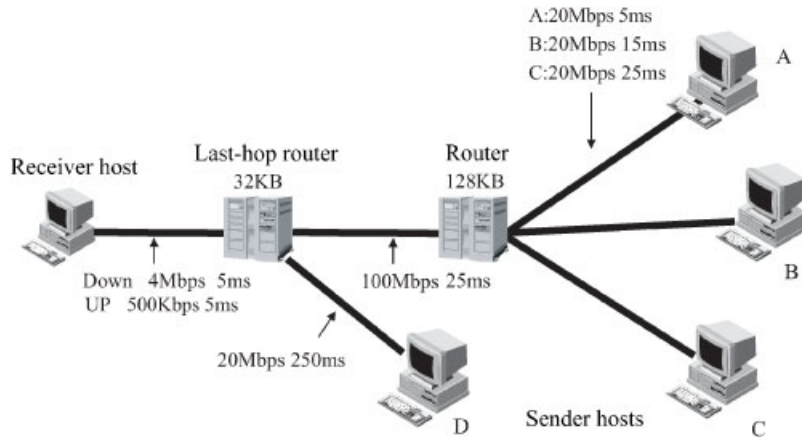 A:20Mbps 5ms
B:20Mbps 15ms
C:20Mbps 25ms
A
Receiver host
Last-hop router
32KB
Router
128KB
B
Down 4Mbps 5ms
UP 500Kbps 5ms
100Mbps 25ms
20Mbps 250ms
D
Sender hosts
C